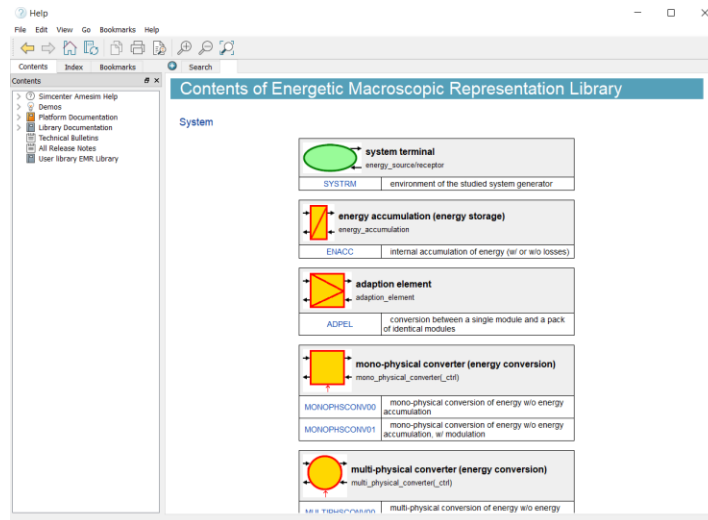 Help
File Edit View Go Bookmarks Help
Contents Index Bookmarks
Search
Contents
Simcenter Amesim Help
Demos
Platform Documentation
Library Documentation
Technical Bulletins
All Release Notes
User library EMR Library
Contents of Energetic Macroscopic Representation Library
System
system terminal
energy_source/receptor
SYSTRM environment of the studied system generator
energy accumulation (energy storage)
energy_accumulation
ENACC internal accumulation of energy (w/ or w/o losses)
adaption element
adaption_element
ADPEL conversion between a single module and a pack
of identical modules
mono-physical converter (energy conversion)
mono_physical_converter(_ctrl)
MONOPHSCONV00 mono-physical conversion of energy w/o energy
accumulation
MONOPHSCONV01 mono-physical conversion of energy w/o energy
accumulation, w/ modulation
multi-physical converter (energy conversion)
multi_physical_converter(_ctrl)
MULTIPHSCONV00 multi-physical conversion of energy w/o energy